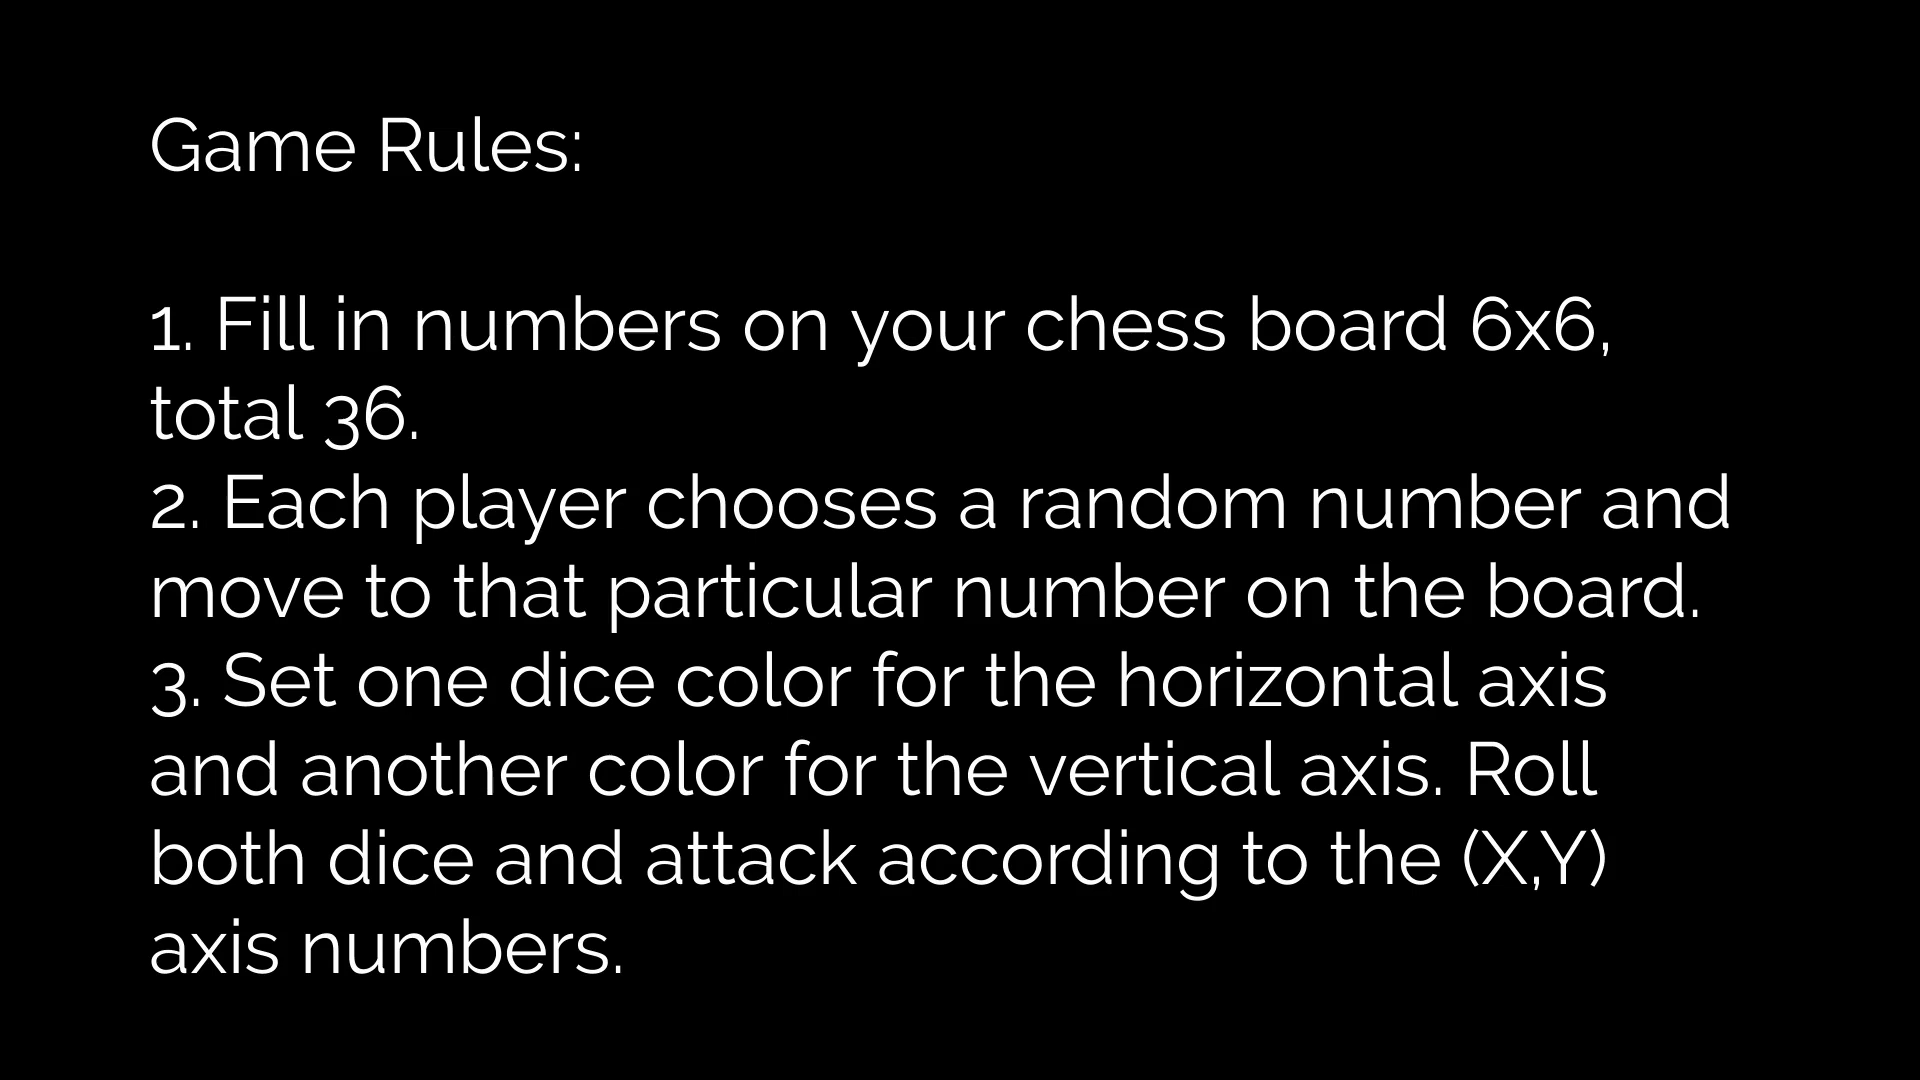 Game Rules:
1. Fill in numbers on your chess board 6x6,
total 36.
2. Each player chooses a random number and
move to that particular number on the board.
3. Set one dice color for the horizontal axis
and another color for the vertical axis. Roll
both dice and attack according to the (X,Y)
axis numbers.